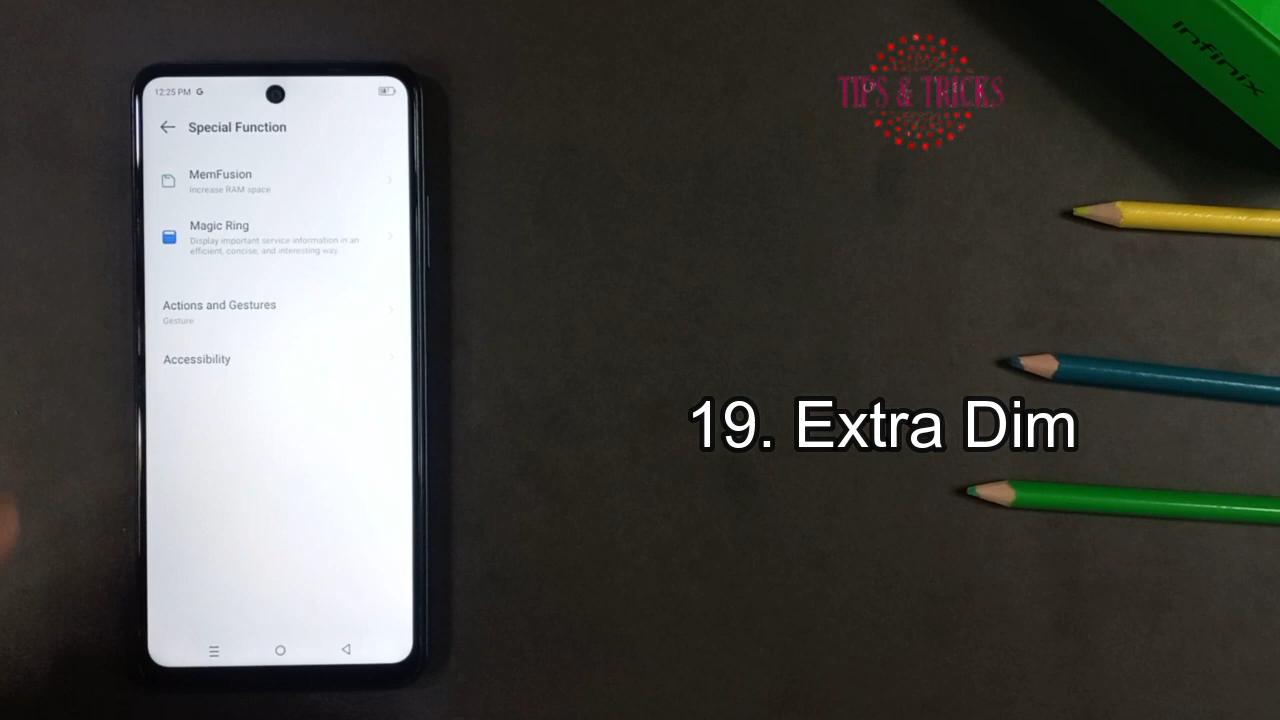 12:25 PM G
Special Function
MemFusion
Increase RAM space
Magic Ring
Display important service information in an
efficient, concise, and interesting way.
Actions and Gestures
Gesture
Accessibility
TIPS & TRICKS
Infinix
19. Extra Dim